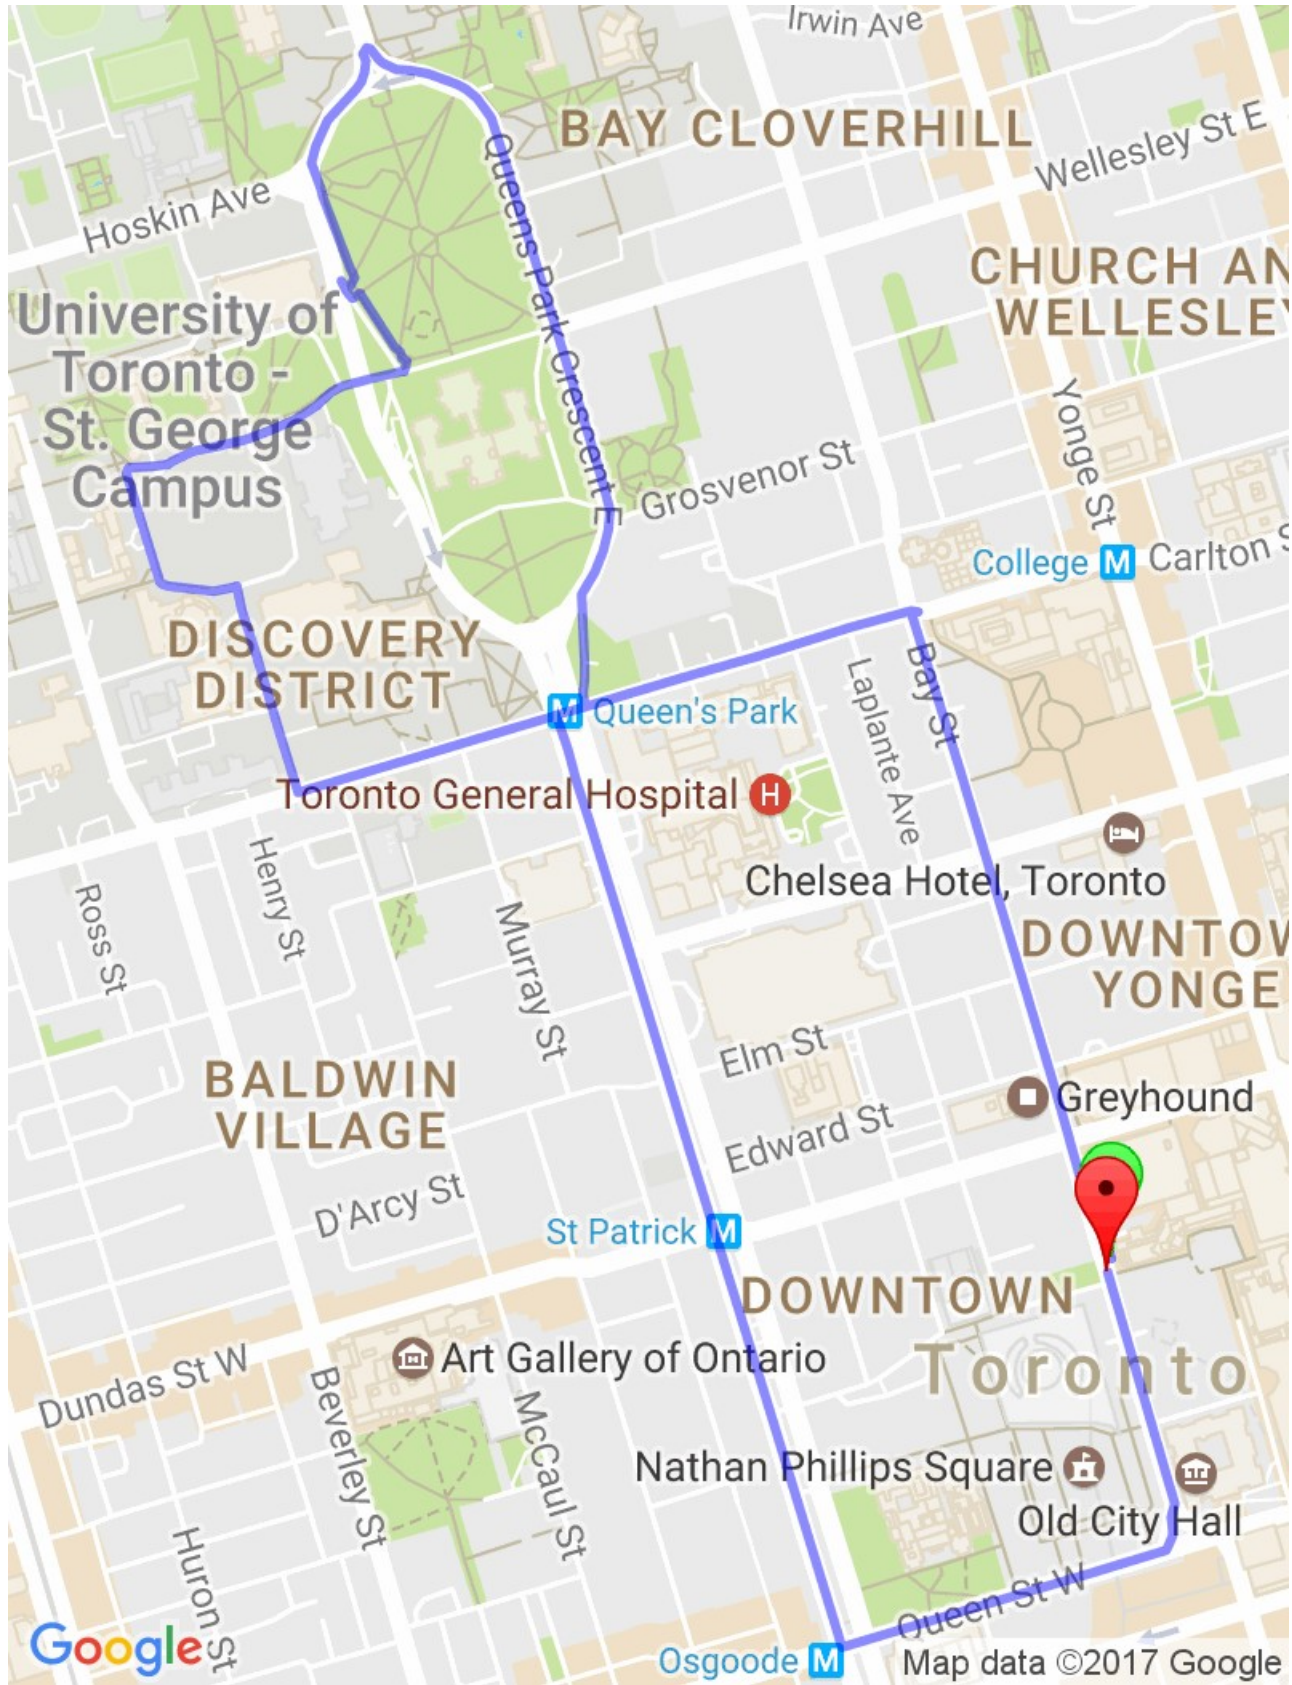 Irwin Ave
BAY CLOVERHILL
Wellesley St E
Hoskin Ave
Queens Park Crescent E
CHURCH AN
WELLESLEY
University of
Toronto -
St. George
Campus
Yonge St
Grosvenor St
College M
Carlton S
DISCOVERY
DISTRICT
Bay St
Laplante Ave
M Queen's Park
Toronto General Hospital H
Henry St
Ross St
Murray St
Chelsea Hotel, Toronto
DOWNTOW
YONGE
Elm St
BALDWIN
VILLAGE
Greyhound
Edward St
D'Arcy St
St Patrick M
DOWNTOWN
Toronto
Art Gallery of Ontario
Dundas St W
Beverley St
McCaul St
Nathan Phillips Square
Old City Hall
Huron St
Queen St W
Google
Osgoode M
Map data ©2017 Google